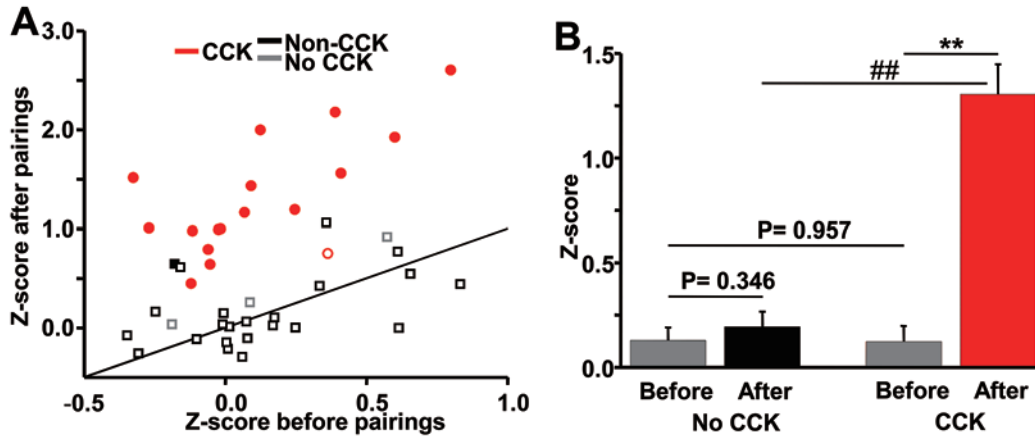 A
3.0
CCK
Non-CCK
No CCK
2.0
1.0
0.0
-0.5
0.0
0.5
1.0
Z-score after pairings
Z-score before pairings
B
1.5
**
##
1.0
P= 0.957
0.5
P= 0.346
0.0
Z-score
Before After Before After
No CCK CCK